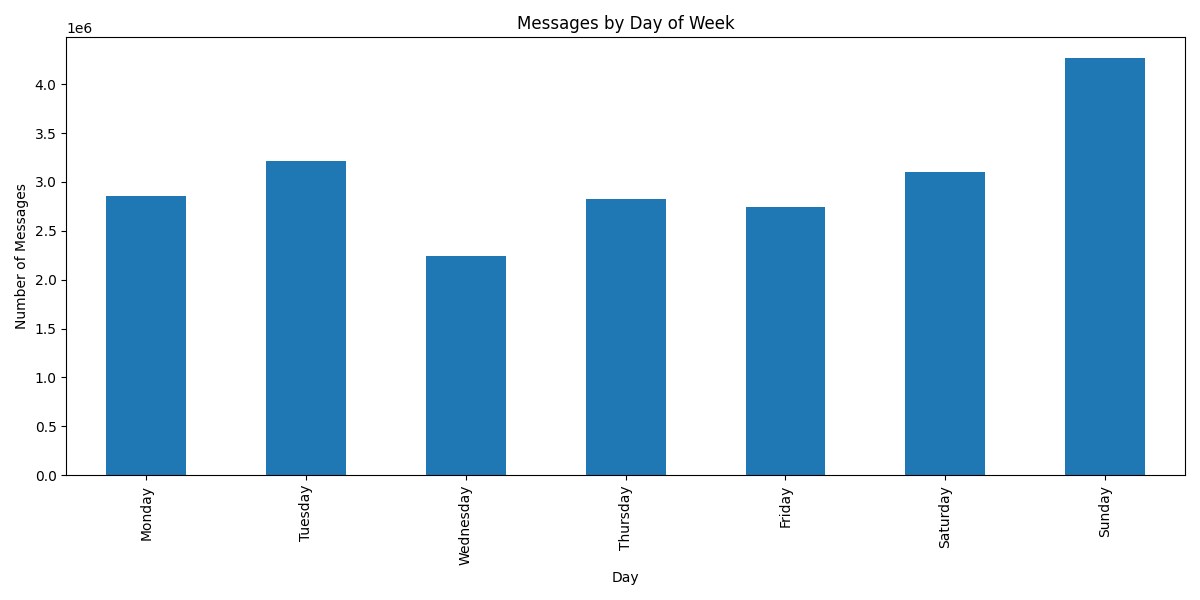 Messages by Day of Week
1e6
4.0
3.5
3.0
2.5
2.0
1.5
1.0
0.5
0.0
Number of Messages
Monday
Tuesday
Wednesday
Thursday
Friday
Saturday
Sunday
Day